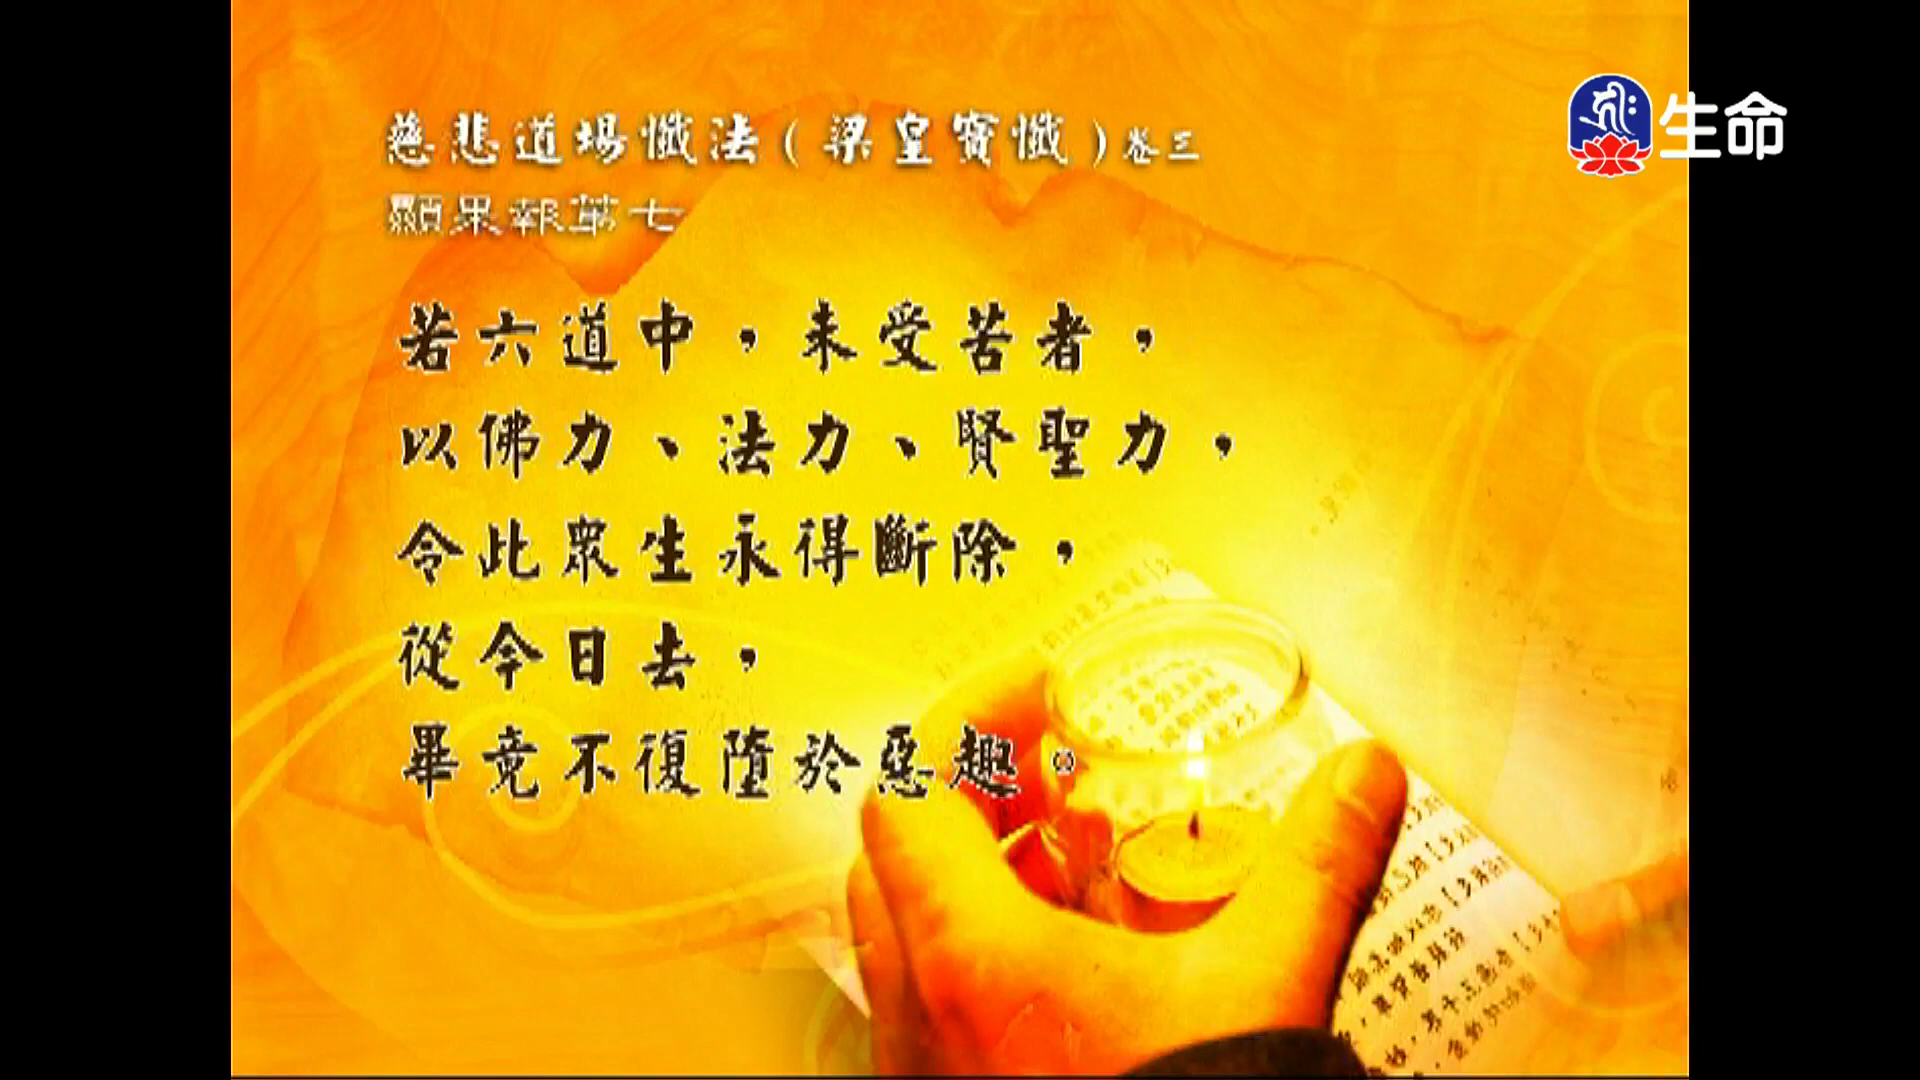 慈悲道場懺法(梁皇寶懺)卷三
顯果報第七
生命
若六道中，未受苦者，
以佛力、法力、賢聖力，
令此眾生永得斷除，
從今日去，
畢竟不復墮於惡趣。